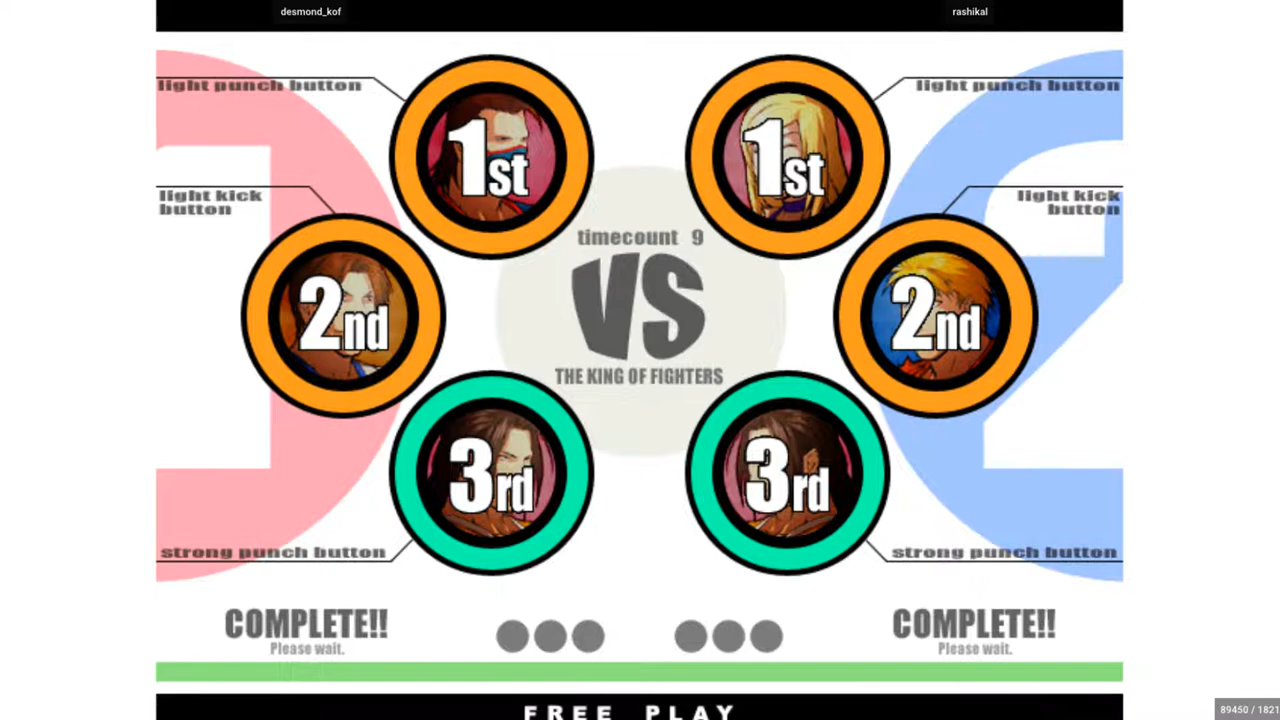 desmond_kof
rashikal
light punch button
light punch button
1st
1st
light kick
button
light kick
button
timecount 9
VS
THE KING OF FIGHTERS
2nd
2nd
3rd
3rd
strong punch button
strong punch button
COMPLETE!!
Please wait.
COMPLETE!!
Please wait.
FREE PLAY
89450 / 1821